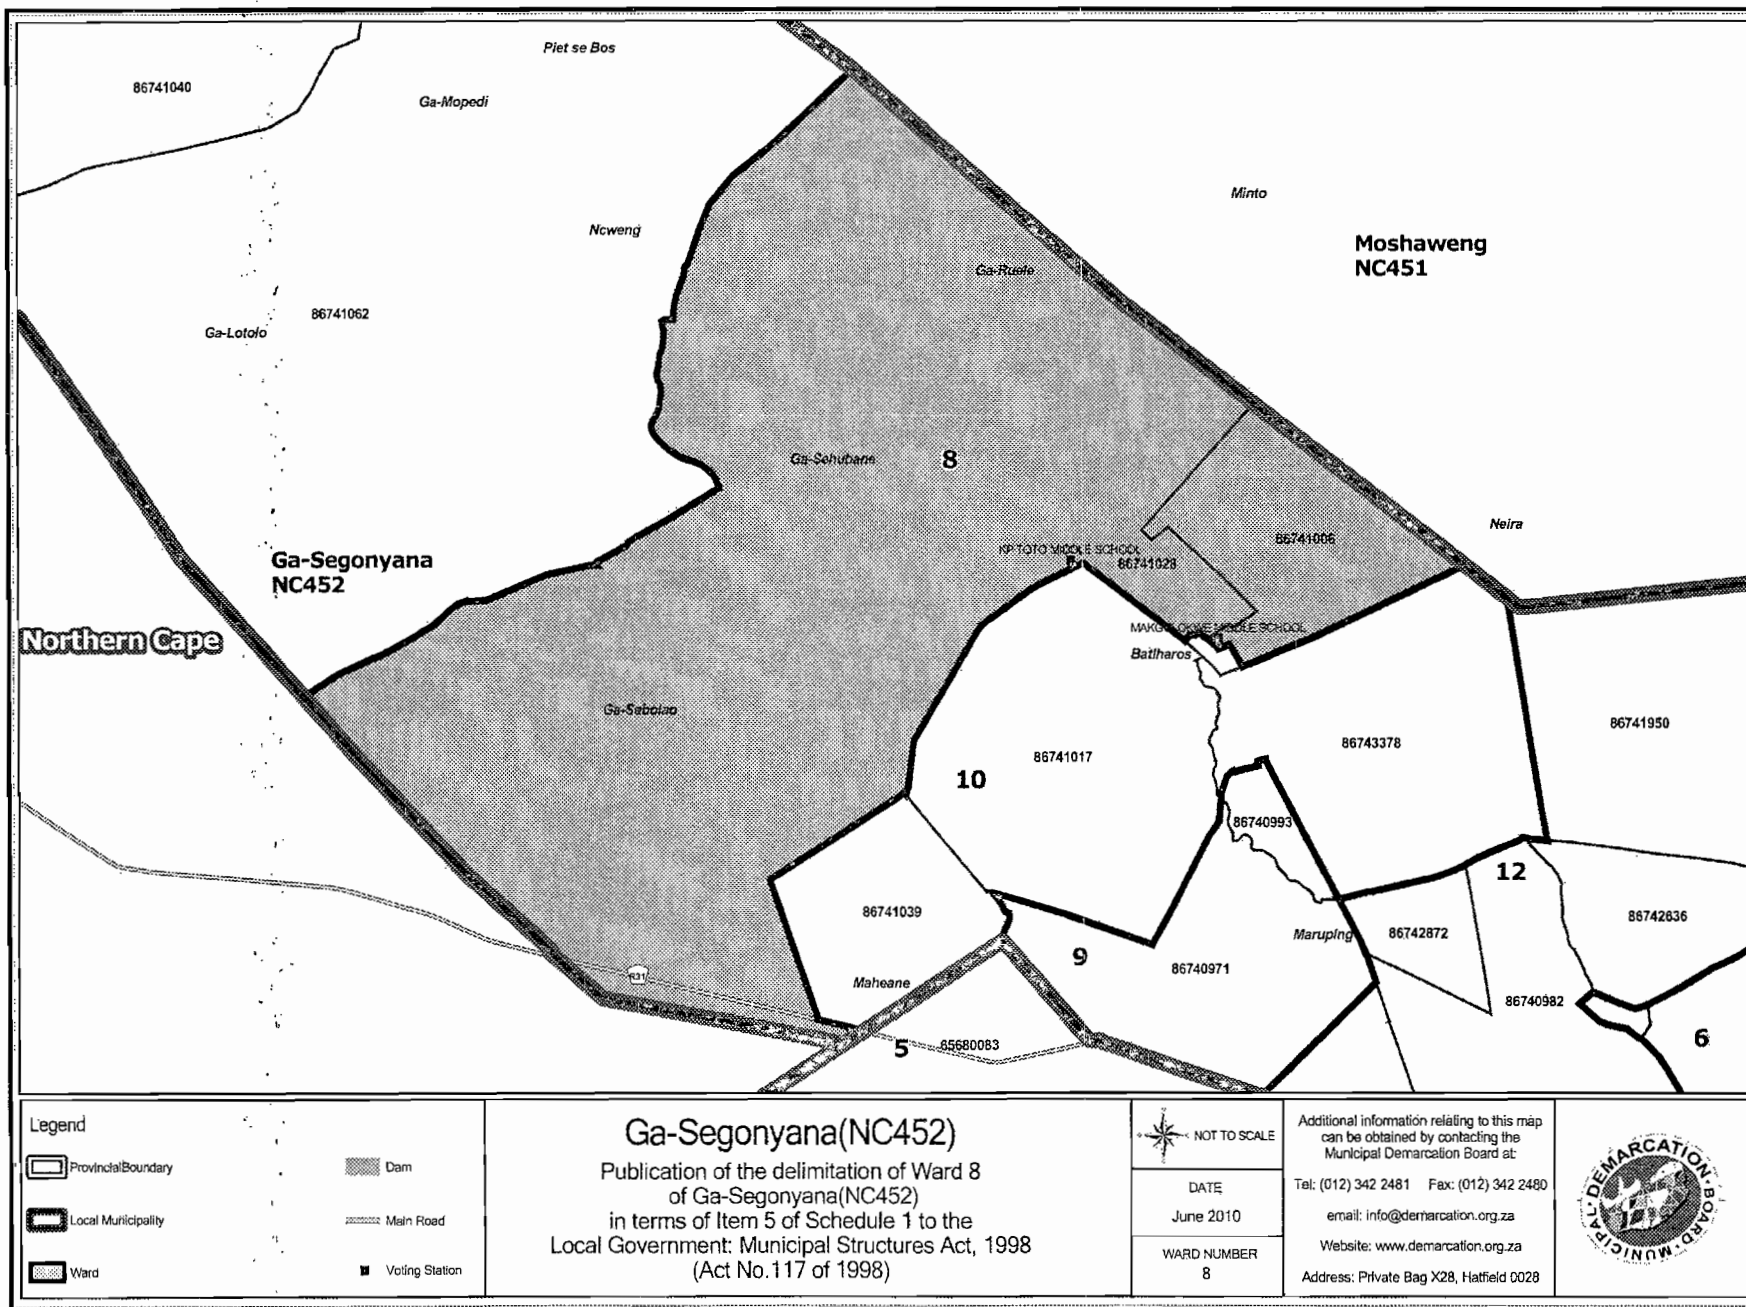 Piet se Bos
86741040
Ga-Mopedi
Minto
Ncweng
Moshaweng
NC451
Ga-Ruele
86741062
Ga-Lotolo
Ga-Sehubane
8
Neira
86741006
KP TOTO MIDDLE SCHOOL
86741028
Ga-Segonyana
NC452
Northern Cape
MIDDLE SCHOOL
Batlharos
Ga-Sebolao
86741950
86743378
86741017
10
86740993
12
86741039
86742636
Maruping
86742872
9
86740971
R31
Maheane
86740982
5
65680083
6
Legend
Provincial Boundary
Dam
Local Municipality
Main Road
Ward
Voting Station
Ga-Segonyana(NC452)
Publication of the delimitation of Ward 8
of Ga-Segonyana(NC452)
in terms of Item 5 of Schedule 1 to the
Local Government: Municipal Structures Act, 1998
(Act No.117 of 1998)
NOT TO SCALE
DATE
June 2010
WARD NUMBER
8
Additional information relating to this map
can be obtained by contacting the
Municipal Demarcation Board at:
Tel: (012) 342 2481 Fax: (012) 342 2480
email: info@demarcation.org.za
Website: www.demarcation.org.za
Address: Private Bag X28, Hatfield 0028
MUNICIPAL DEMARCATION BOARD